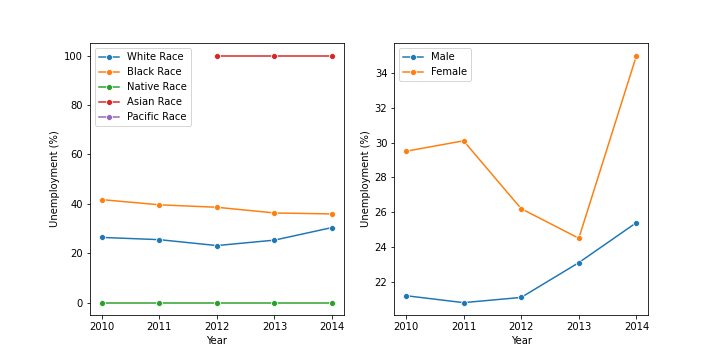 White Race
Black Race
Native Race
Asian Race
Pacific Race
100
80
60
40
20
0
Unemployment (%)
2010 2011 2012 2013 2014
Year
Male
Female
34
32
30
28
26
24
22
Unemployment (%)
2010 2011 2012 2013 2014
Year